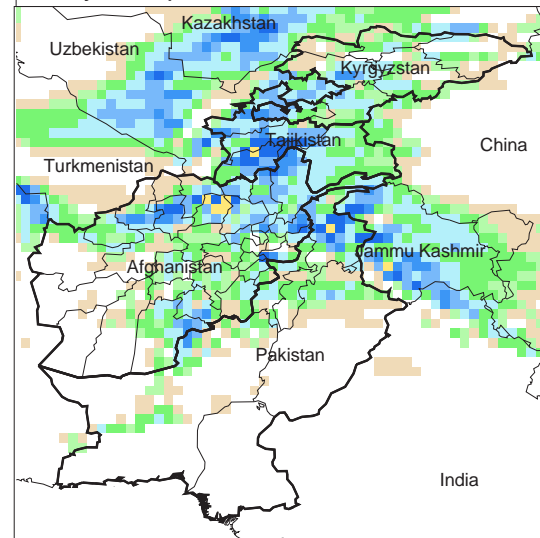 Kazakhstan
Uzbekistan
Kyrgyzstan
Tajikistan
China
Turkmenistan
Jammu Kashmir
Afghanistan
Pakistan
India